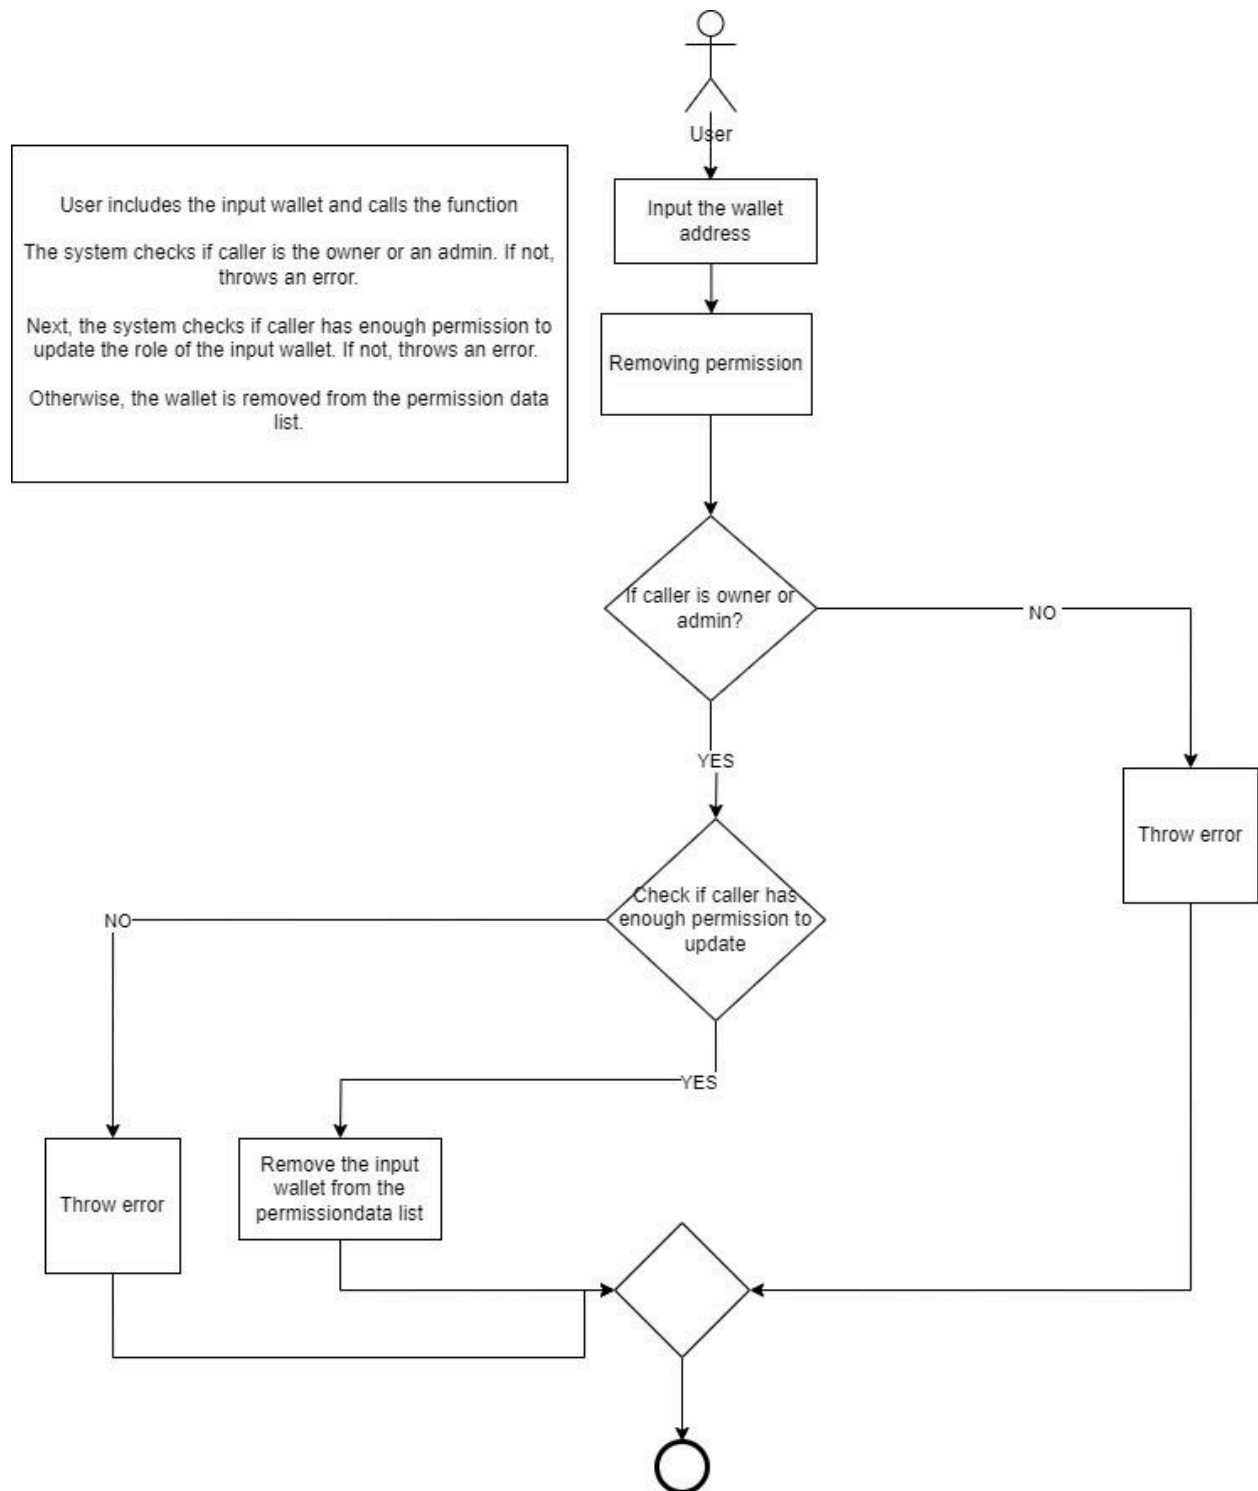 User
User includes the input wallet and calls the function
The system checks if caller is the owner or an admin. If not,
throws an error.
Next, the system checks if caller has enough permission to
update the role of the input wallet. If not, throws an error.
Otherwise, the wallet is removed from the permission data
list.
Input the wallet
address
Removing permission
If caller is owner or
admin?
NO
YES
Throw error
Check if caller has
enough permission to
update
NO
YES
Throw error
Remove the input
wallet from the
permissiondata list